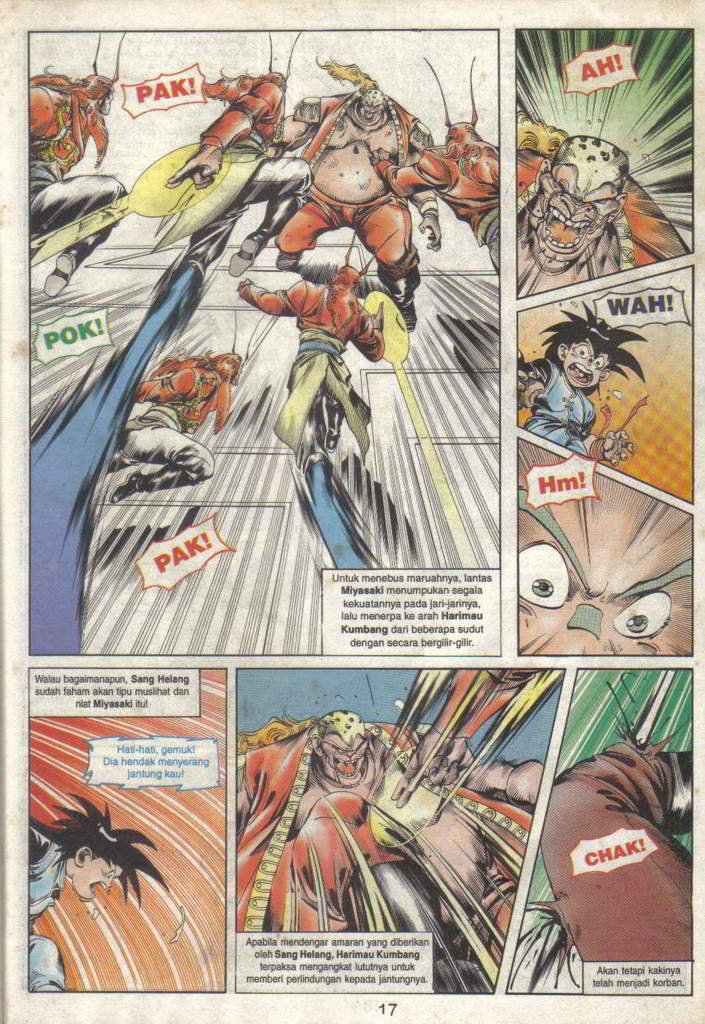 PAK!
POK!
PAK!
Untuk menebus maruahnya, lantas
Miyasaki menumpukan segala
kekuatannya pada jari-jarinya,
lalu menerpa ke arah Harimau
Kumbang dari beberapa sudut
dengan secara bergilir-gilir.
AH!
WAH!
Hm!
Walau bagaimanapun, Sang Helang
sudah faham akan tipu muslihat dan
niat Miyasaki itu!
Hati-hati, gemuk!
Dia hendak menyerang
jantung kau!
Apabila mendengar amaran yang diberikan
oleh Sang Helang, Harimau Kumbang
terpaksa mengangkat lututnya untuk
memberi perlindungan kepada jantungnya.
CHAK!
Akan tetapi kakinya
telah menjadi korban.
17